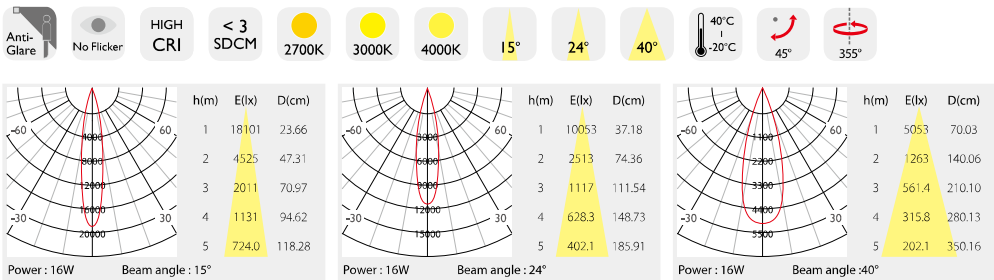 Anti-
Glare
No Flicker
HIGH
CRI
< 3
SDCM
2700K
3000K
4000K
15°
24°
40°
40°C
-20°C
45°
355°
h(m) E(lx) D(cm)
1 18101 23.66
2 4525 47.31
3 2011 70.97
4 1131 94.62
5 724.0 118.28
-60 60
-30 30
4000
8000
12000
16000
20000
Power : 16W Beam angle : 15°
h(m) E(lx) D(cm)
1 10053 37.18
2 2513 74.36
3 1117 111.54
4 628.3 148.73
5 402.1 185.91
-60 60
-30 30
3000
6000
9000
12000
15000
Power : 16W Beam angle : 24°
h(m) E(lx) D(cm)
1 5053 70.03
2 1263 140.06
3 561.4 210.10
4 315.8 280.13
5 202.1 350.16
-60 60
-30 30
1100
2200
3300
4400
5500
Power : 16W Beam angle :40°